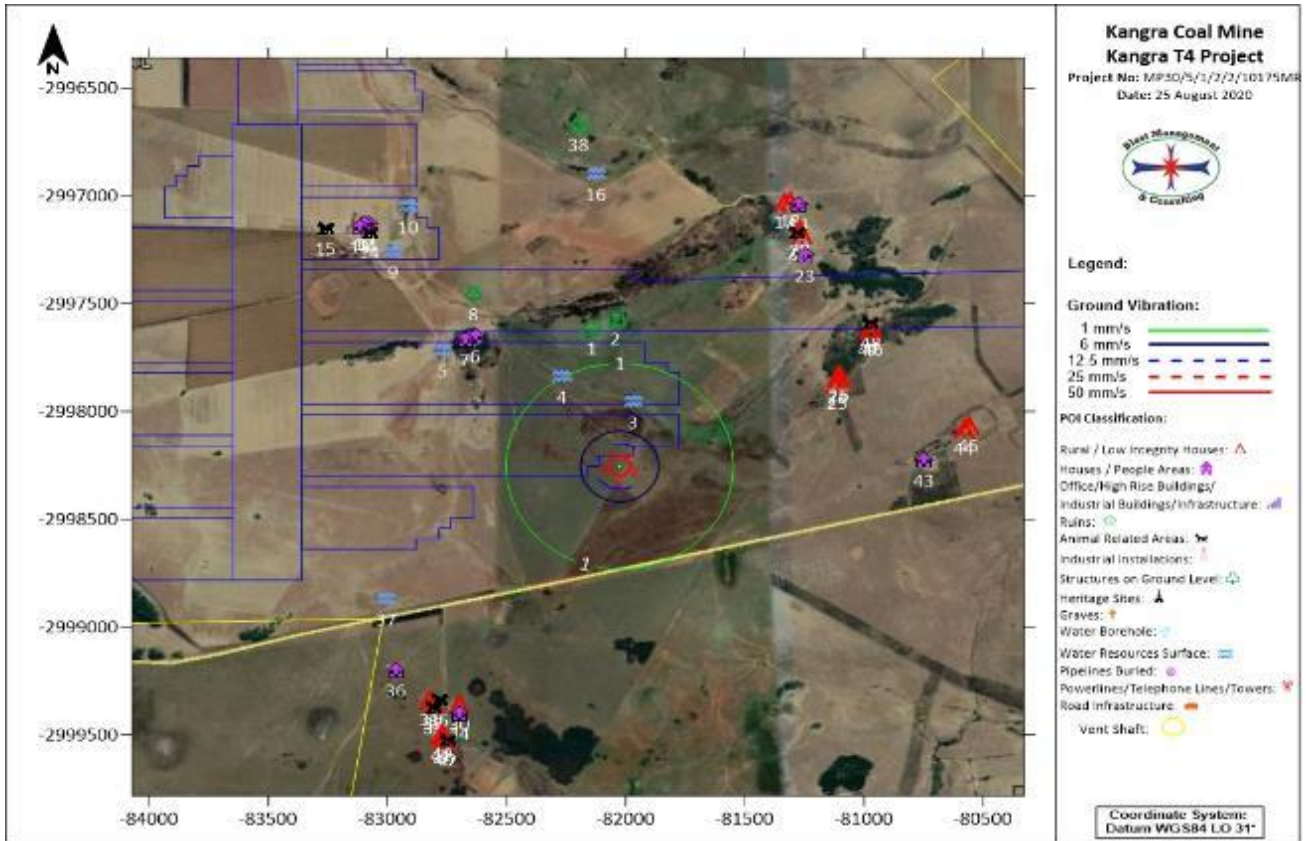 Kangra Coal Mine
Kangra T4 Project
Project No: MP30/5/1/2/2/10175MR
Date: 25 August 2020
Blast Management
& Consulting
N
-2996500
-2997000
-2997500
-2998000
-2998500
-2999000
-2999500
-84000
-83500
-83000
-82500
-82000
-81500
-81000
-80500
38
16
10
15
9
23
8
2
1
6
7
5
1
4
3
43
1
36
Legend:
Ground Vibration:
1 mm/s
6 mm/s
12.5 mm/s
25 mm/s
50 mm/s
POI Classification:
Rural / Low Integrity Houses:
Houses / People Areas:
Office/High Rise Buildings/
Industrial Buildings/Infrastructure:
Ruins:
Animal Related Areas:
Industrial Installations:
Structures on Ground Level:
Heritage Sites:
Graves:
Water Borehole:
Water Resources Surface:
Pipelines Buried:
Powerlines/Telephone Lines/Towers:
Road Infrastructure:
Vent Shaft:
Coordinate System:
Datum WGS84 LO 31°